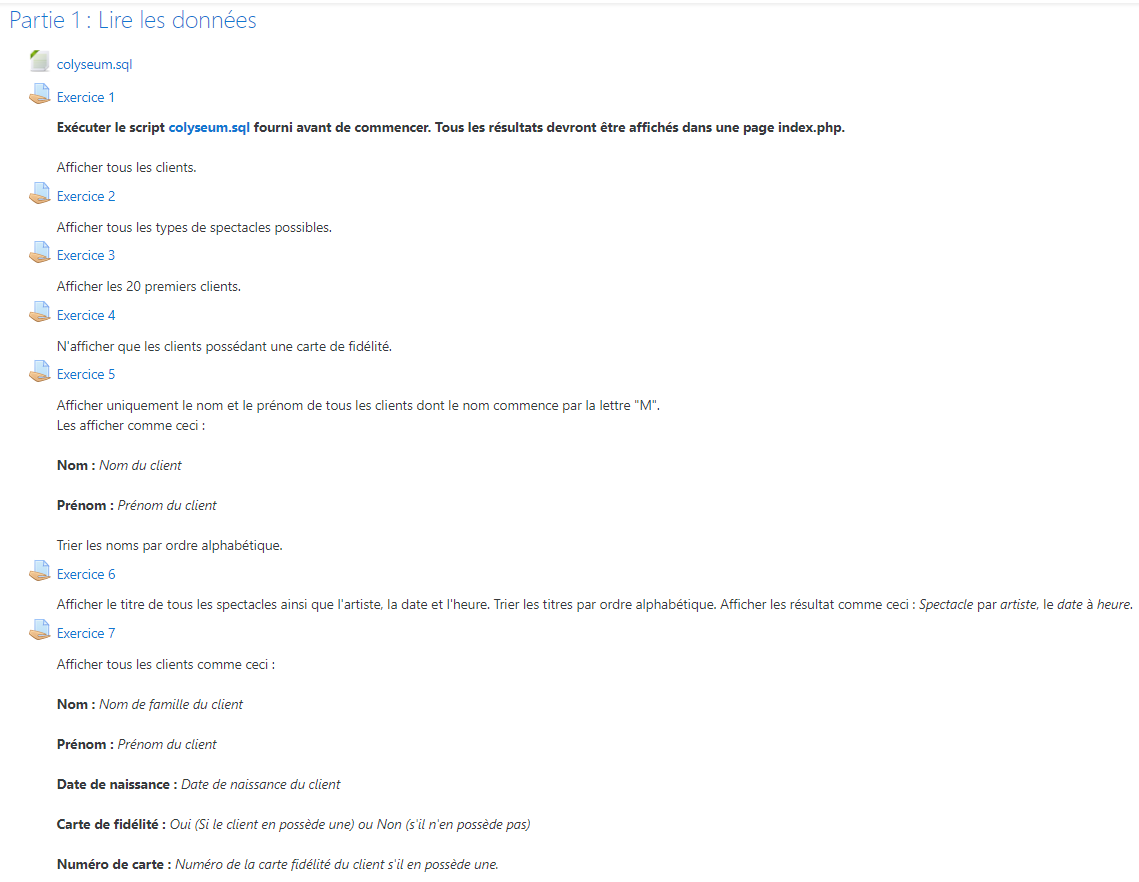 Partie 1 : Lire les données
colyseum.sql
Exercice 1
Exécuter le script colyseum.sql fourni avant de commencer. Tous les résultats devront être affichés dans une page index.php.
Afficher tous les clients.
Exercice 2
Afficher tous les types de spectacles possibles.
Exercice 3
Afficher les 20 premiers clients.
Exercice 4
N'afficher que les clients possédant une carte de fidélité.
Exercice 5
Afficher uniquement le nom et le prénom de tous les clients dont le nom commence par la lettre "M".
Les afficher comme ceci :
Nom : Nom du client
Prénom : Prénom du client
Trier les noms par ordre alphabétique.
Exercice 6
Afficher le titre de tous les spectacles ainsi que l'artiste, la date et l'heure. Trier les titres par ordre alphabétique. Afficher les résultat comme ceci : Spectacle par artiste, le date à heure.
Exercice 7
Afficher tous les clients comme ceci :
Nom : Nom de famille du client
Prénom : Prénom du client
Date de naissance : Date de naissance du client
Carte de fidélité : Oui (Si le client en possède une) ou Non (s'il n'en possède pas)
Numéro de carte : Numéro de la carte fidélité du client s'il en possède une.